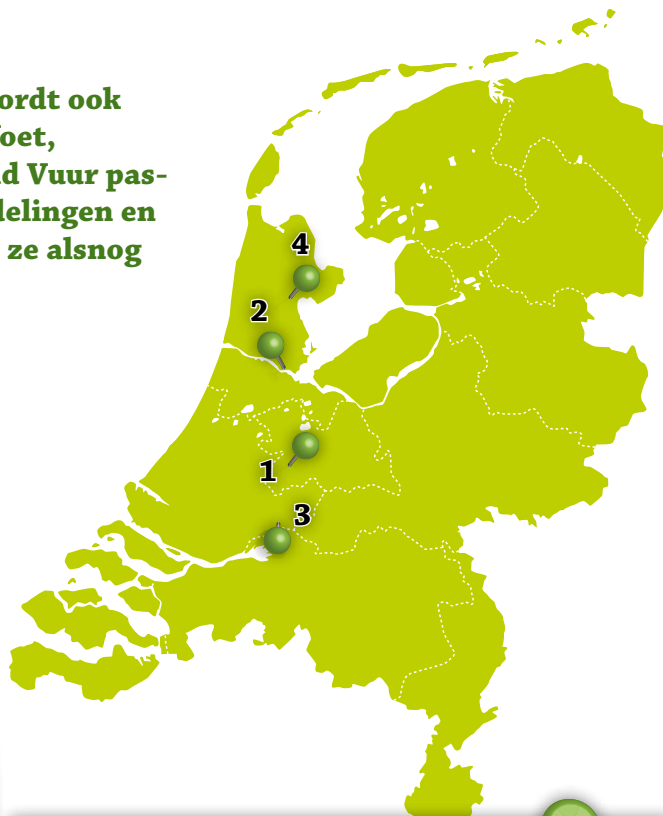 ordt ook
oet,
d Vuur pas-
delingen en
ze alsnog
4
2
1
3